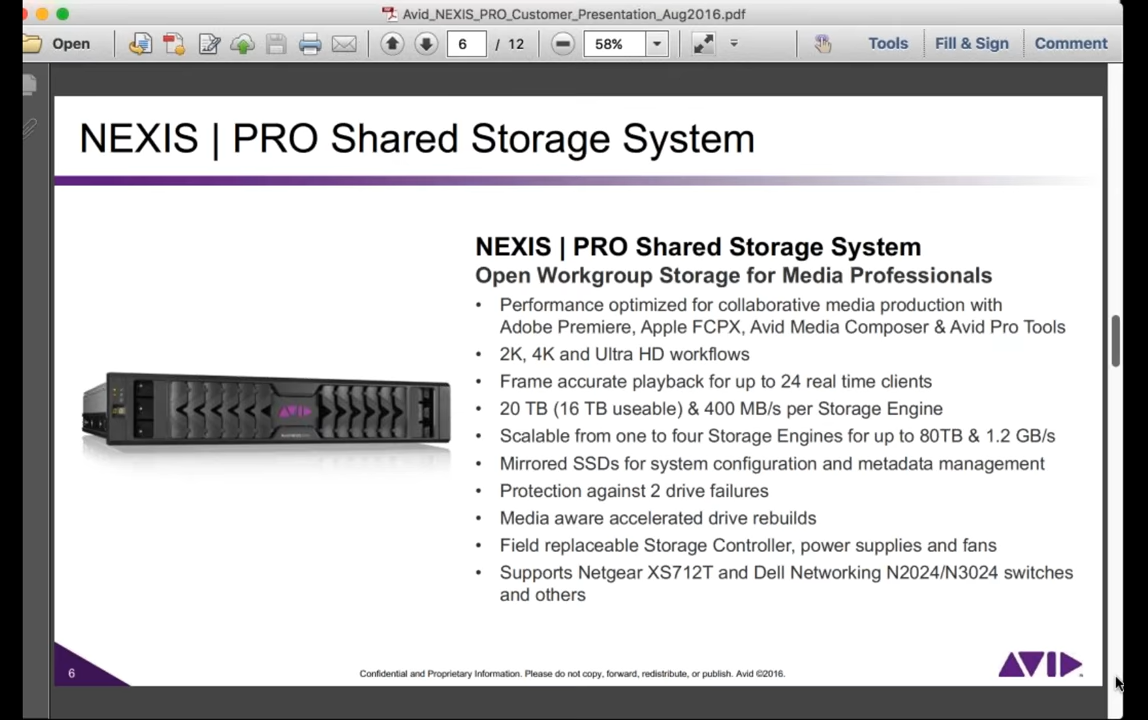 Avid_NEXIS_PRO_Customer_Presentation_Aug2016.pdf
Open
6 / 12
58%
Tools
Fill & Sign
Comment
NEXIS | PRO Shared Storage System
NEXIS | PRO Shared Storage System
Open Workgroup Storage for Media Professionals
• Performance optimized for collaborative media production with
Adobe Premiere, Apple FCPX, Avid Media Composer & Avid Pro Tools
• 2K, 4K and Ultra HD workflows
• Frame accurate playback for up to 24 real time clients
• 20 TB (16 TB useable) & 400 MB/s per Storage Engine
• Scalable from one to four Storage Engines for up to 80TB & 1.2 GB/s
• Mirrored SSDs for system configuration and metadata management
• Protection against 2 drive failures
• Media aware accelerated drive rebuilds
• Field replaceable Storage Controller, power supplies and fans
• Supports Netgear XS712T and Dell Networking N2024/N3024 switches
and others
AVID
6
Confidential and Proprietary Information. Please do not copy, forward, redistribute, or publish. Avid ©2016.
AVID